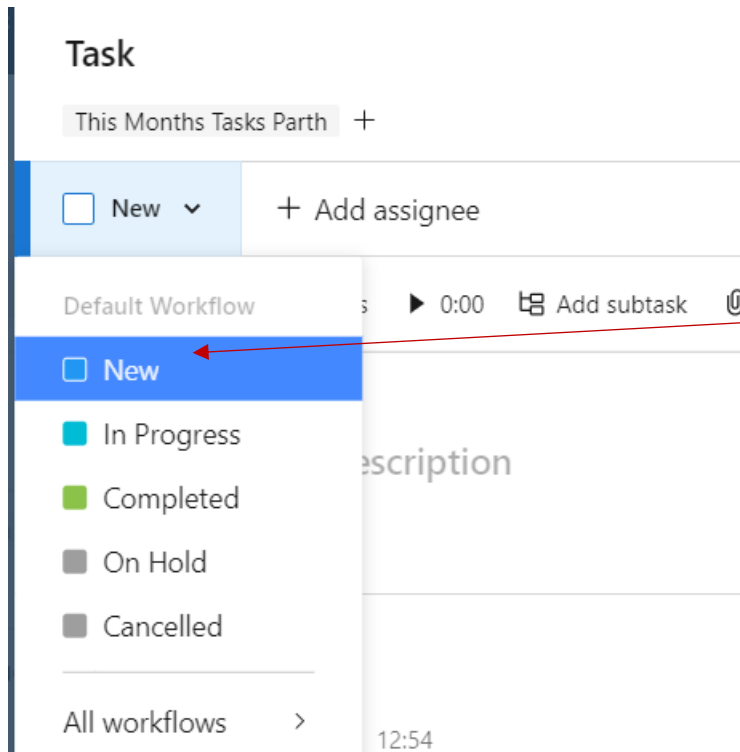 Task
This Months Tasks Parth +
New
+ Add assignee
Default Workflow
0:00 Add subtask
New
In Progress
escription
Completed
On Hold
Cancelled
All workflows >
12:54